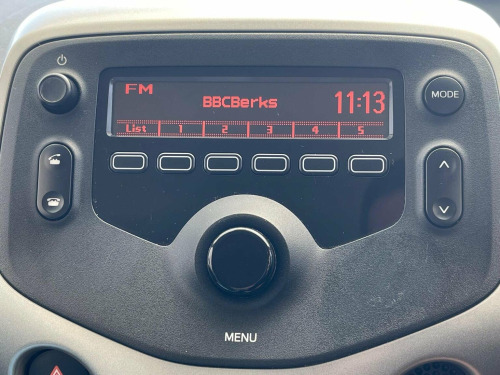 FM
BBCBerks
11:13
List 1 2 3 4 5
MODE
MENU